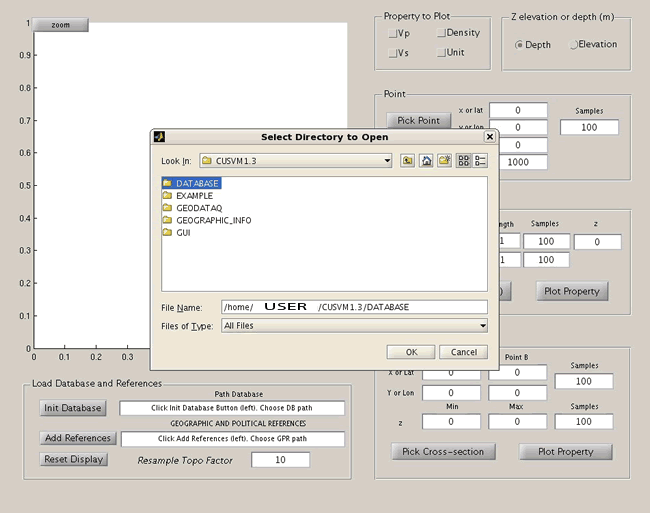 zoom
1
0.9
0.8
0.7
0.6
0.5
0.4
0.3
0.2
0.1
0
0 0.1 0.2 0.3
Property to Plot
Vp Density
Vs Unit
Z elevation or depth (m)
Depth Elevation
Point
Pick Point
x or lat 0 Samples
y or lon 0 100
0
1000
Select Directory to Open
Look In: CUSVM1.3
DATABASE
EXAMPLE
GEODATAQ
GEOGRAPHIC_INFO
GUI
File Name: /home/ USER /CUSVM1.3/DATABASE
Files of Type: All Files
OK Cancel
Samples z
100 0
100
Plot Property
Point B Samples
X or Lat 0 0 100
Y or Lon 0 0
Min Max Samples
z 0 0 100
Pick Cross-section Plot Property
Load Database and References
Path Database
Init Database Click Init Database Button (left). Choose DB path
GEOGRAPHIC AND POLITICAL REFERENCES
Add References Click Add References (left). Choose GPR path
Reset Display Resample Topo Factor 10